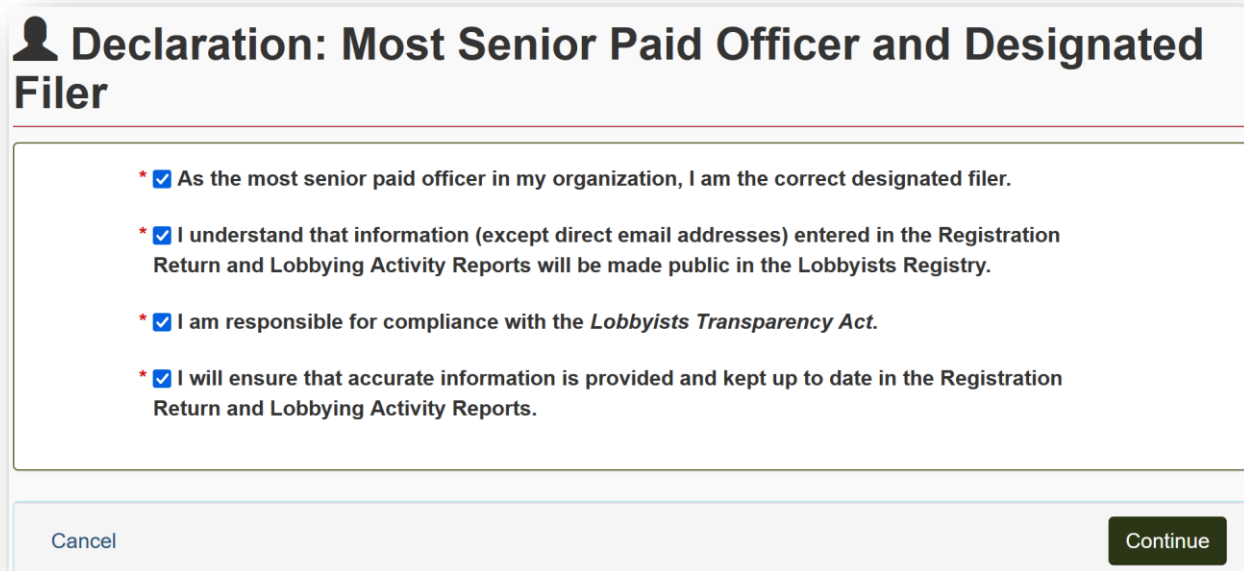 Declaration: Most Senior Paid Officer and Designated
Filer
* As the most senior paid officer in my organization, I am the correct designated filer.
* I understand that information (except direct email addresses) entered in the Registration
Return and Lobbying Activity Reports will be made public in the Lobbyists Registry.
* I am responsible for compliance with the Lobbyists Transparency Act.
* I will ensure that accurate information is provided and kept up to date in the Registration
Return and Lobbying Activity Reports.
Cancel
Continue